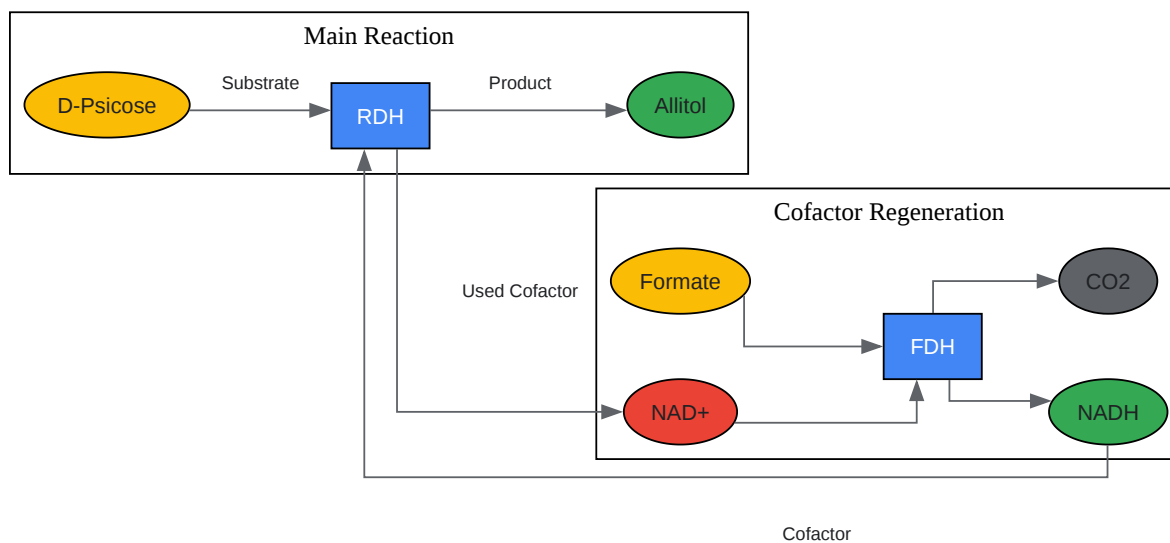 Main Reaction
Substrate
Product
D-Psicose
RDH
Allitol
Cofactor Regeneration
Formate
CO2
Used Cofactor
FDH
NAD+
NADH
Cofactor